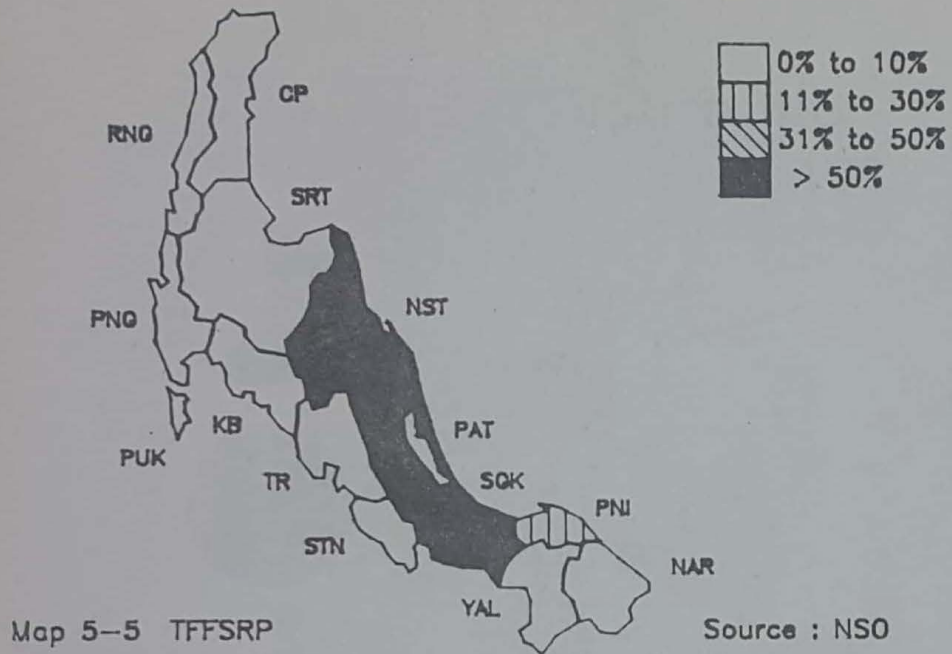 0% to 10%
11% to 30%
31% to 50%
> 50%
CP
RNG
SRT
NST
PNG
PAT
KB
PUK
SGK
TR
PNI
STN
NAR
YAL
Map 5-5 TFFSRP
Source : NSO